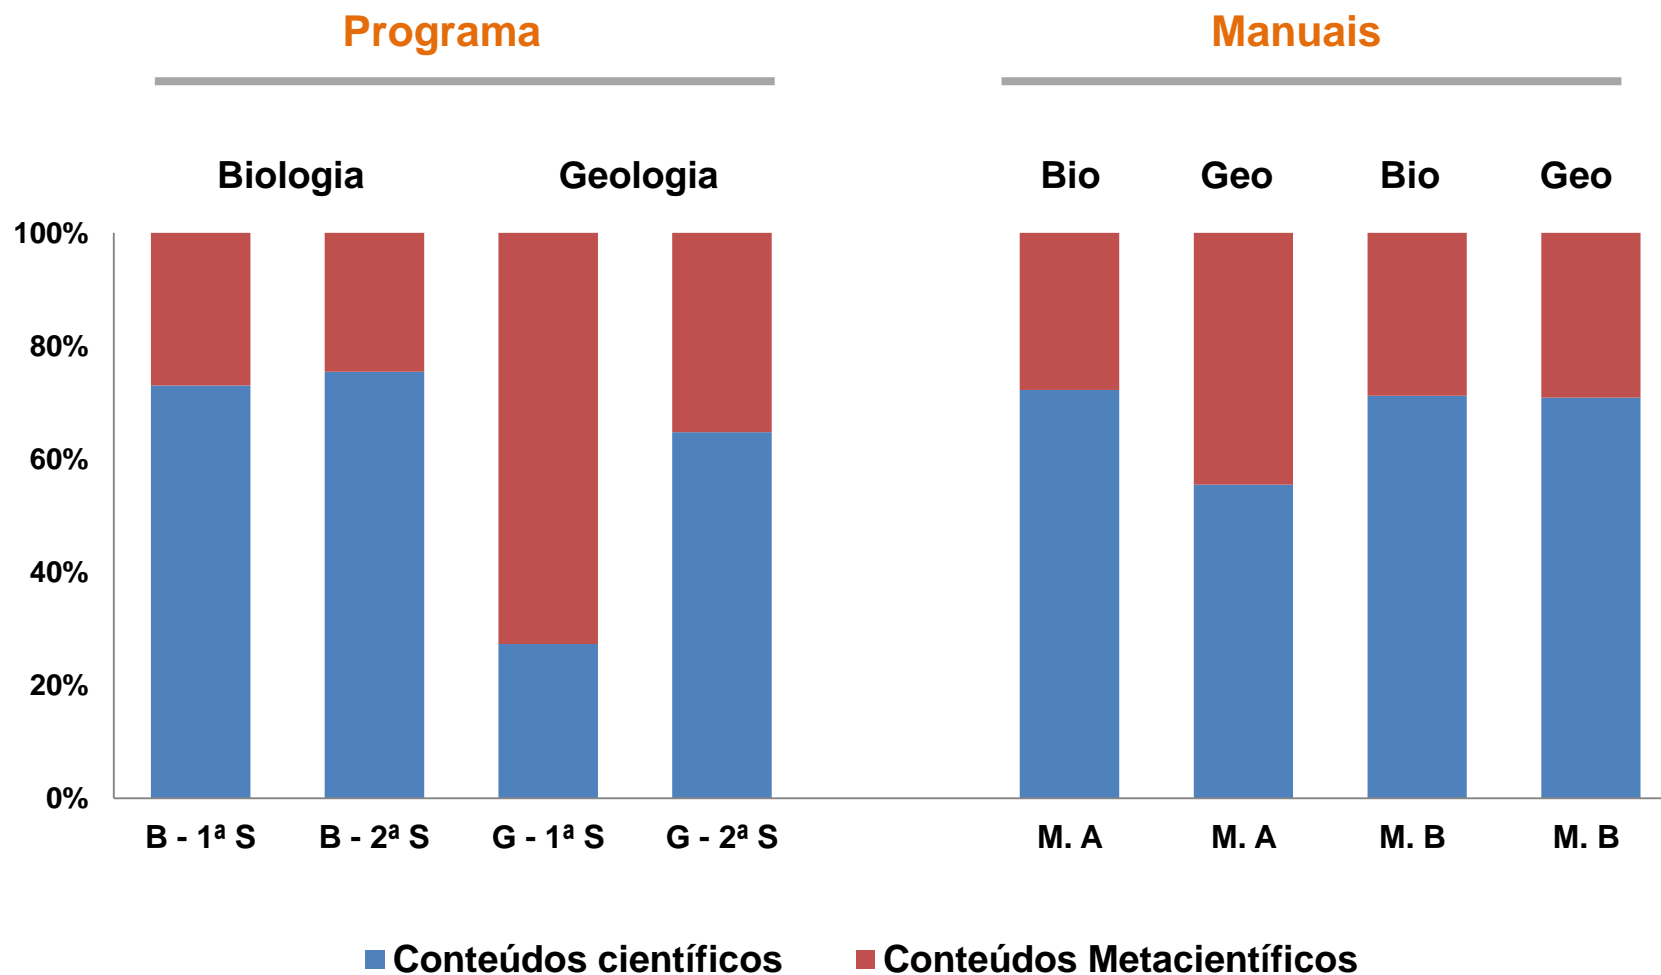 Programa Manuais
Biologia Geologia Bio Geo Bio Geo
100%
80%
60%
40%
20%
0%
B - 1ª S B - 2ª S G - 1ª S G - 2ª S M. A M. A M. B M. B
Conteúdos científicos Conteúdos Metacientíficos